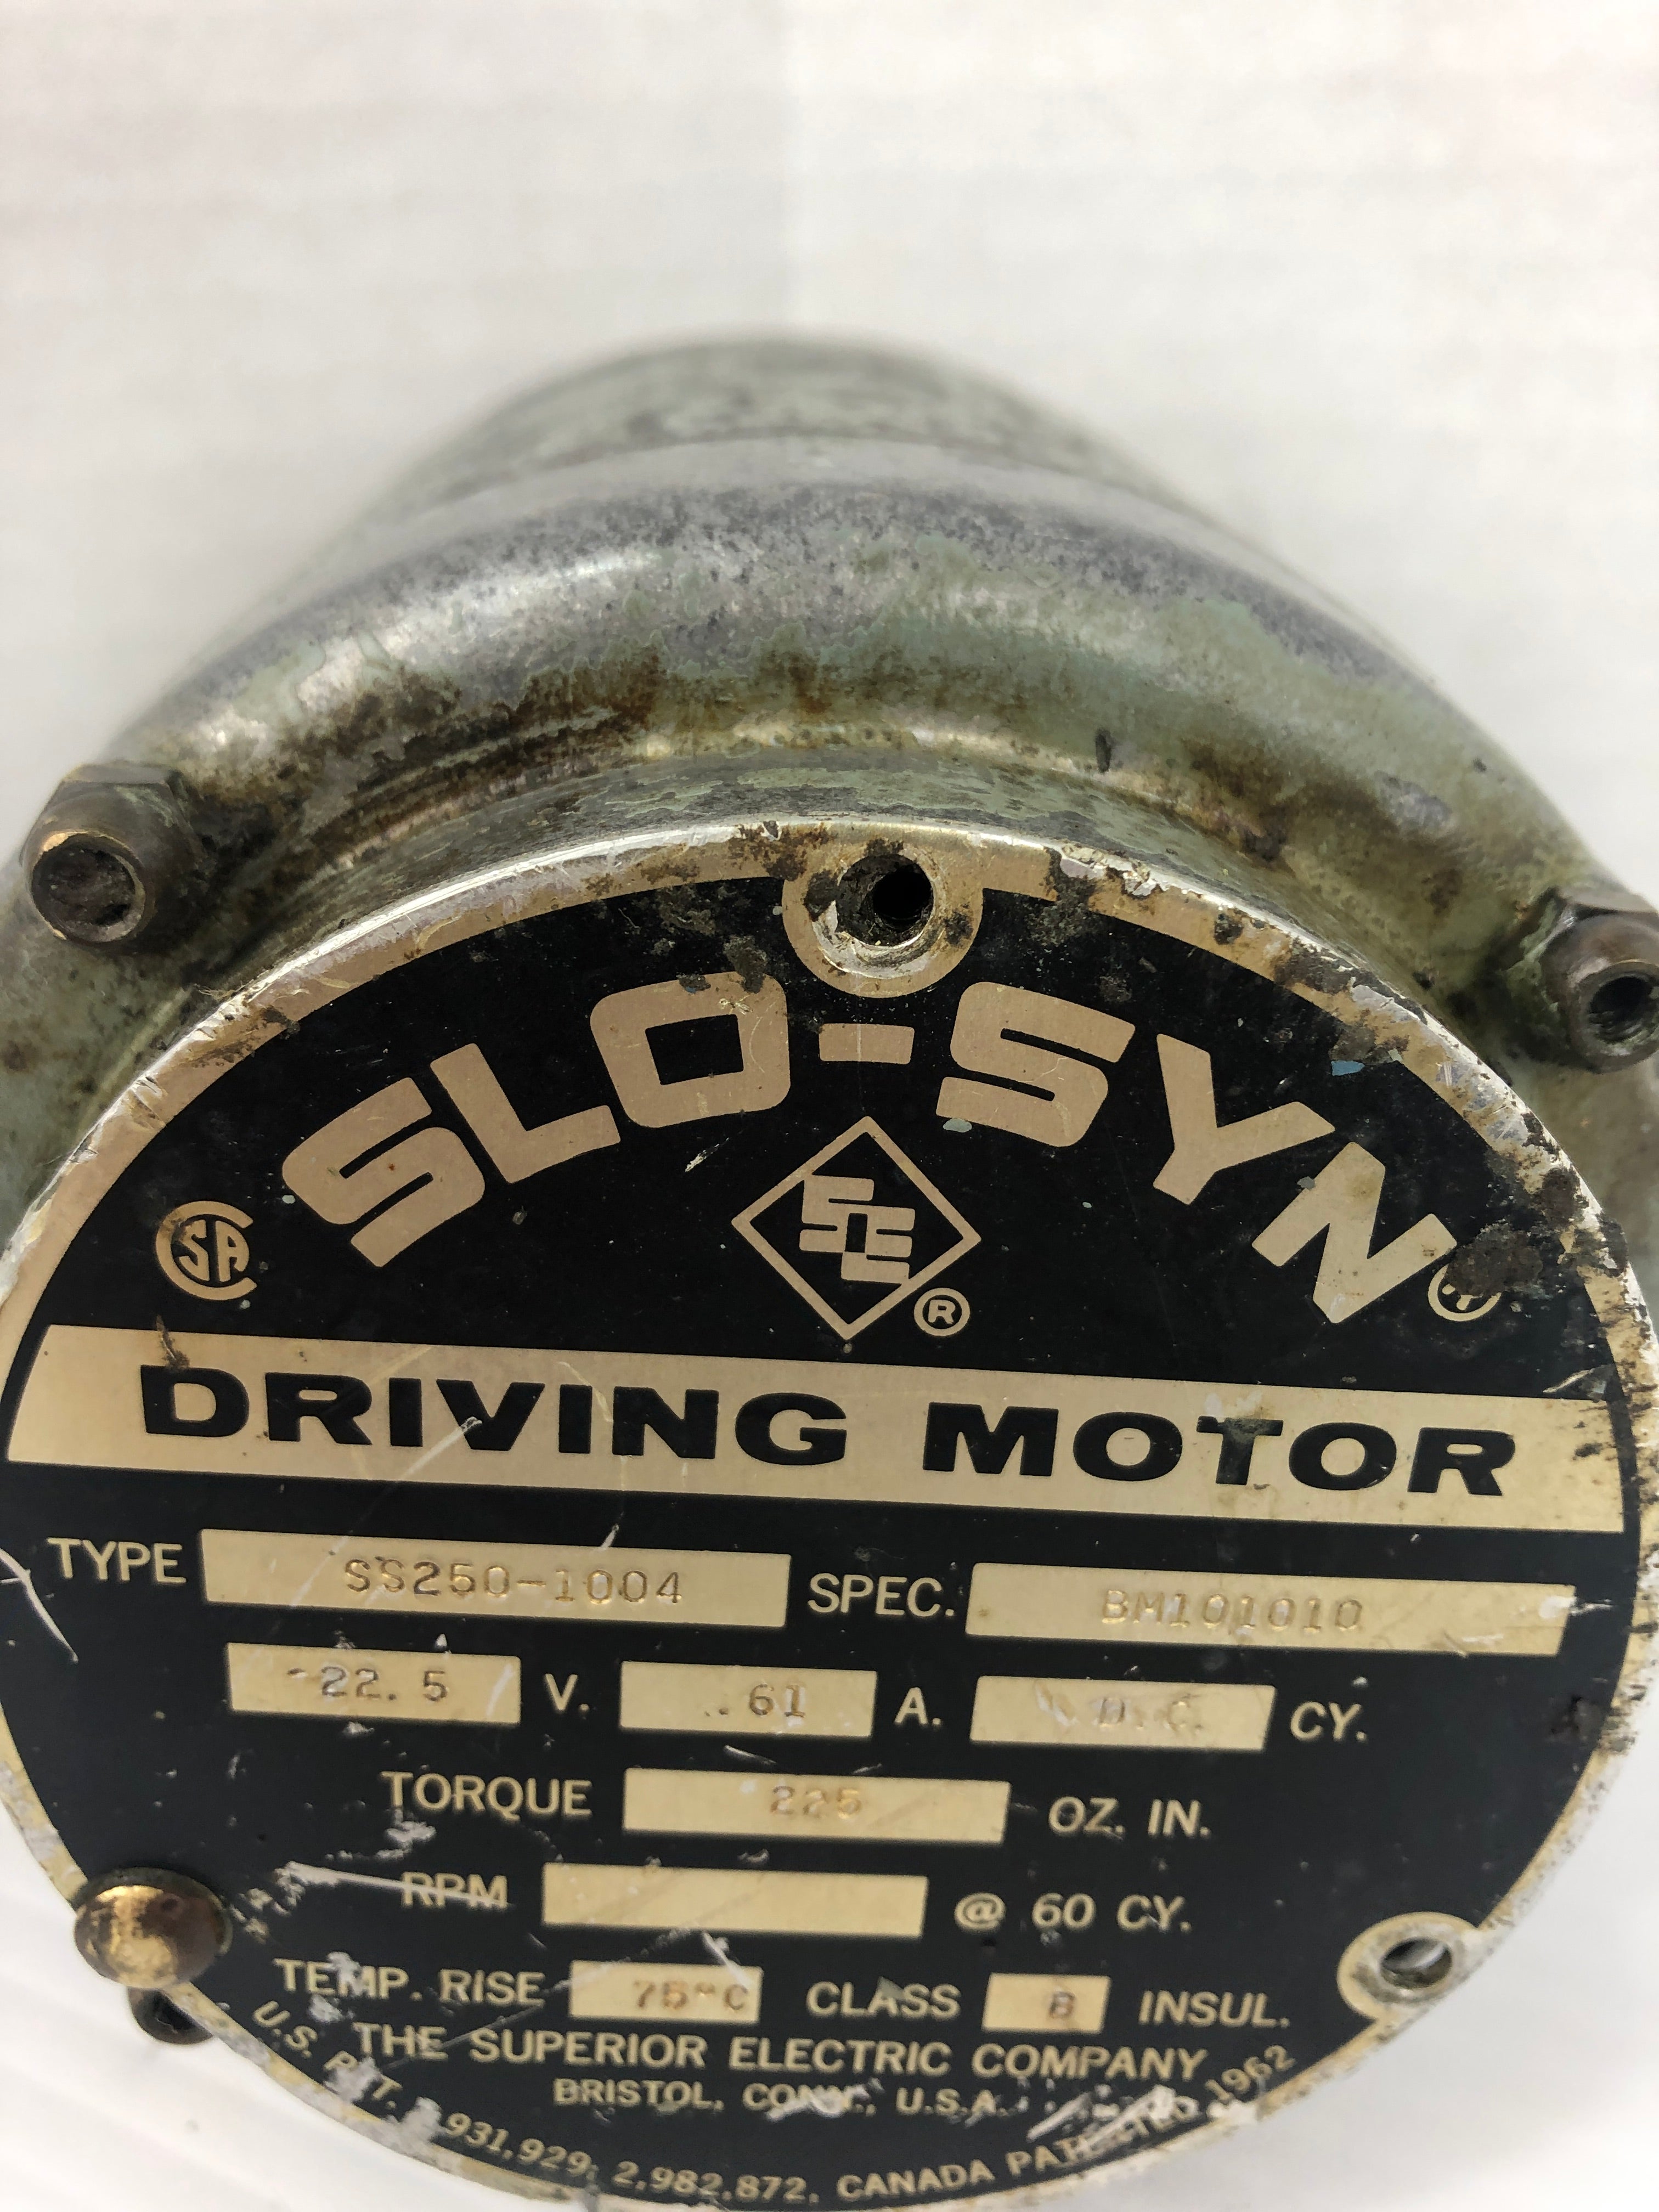 SLO-SYN ®
CSA
SE ®
DRIVING MOTOR
TYPE SS250-1004 SPEC. BM101010
22.5 V. .61 A. D.C. CY.
TORQUE 225 OZ. IN.
RPM @ 60 CY.
TEMP. RISE 75°C CLASS B INSUL.
THE SUPERIOR ELECTRIC COMPANY
BRISTOL, CONN., U.S.A.
U.S. PAT. 931,929; 2,982,872, CANADA PATENTED 1962